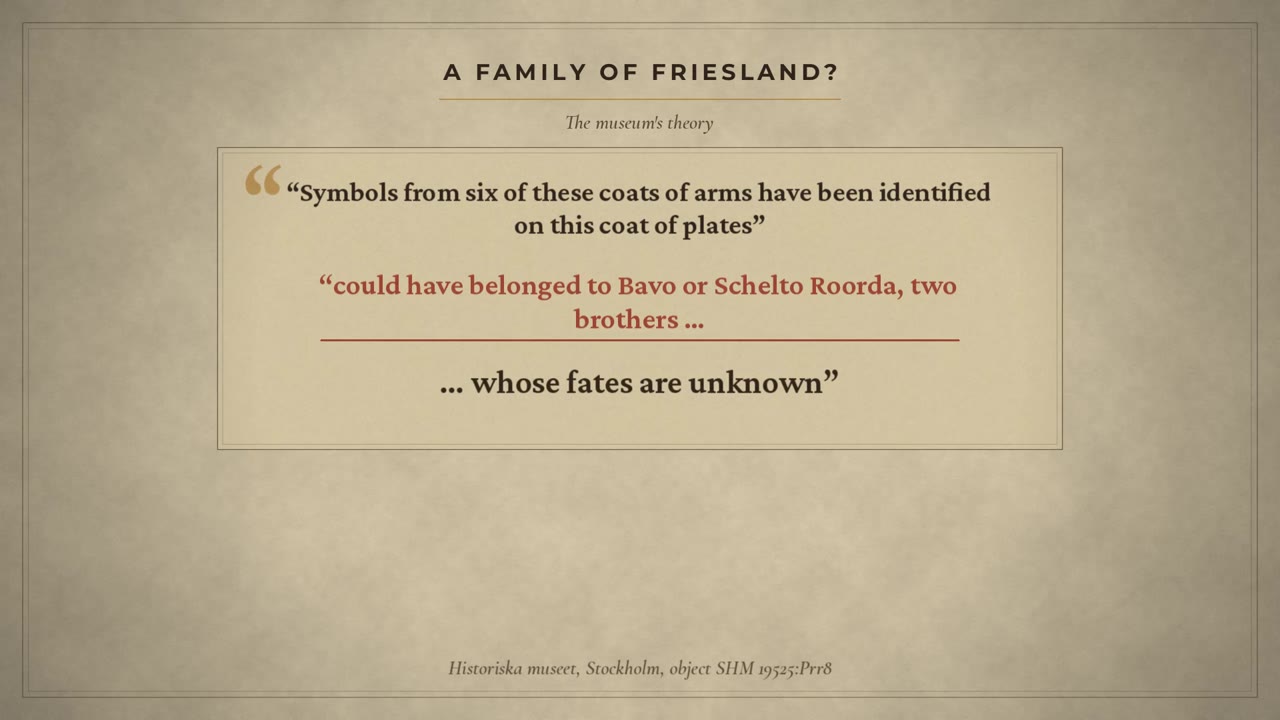 A FAMILY OF FRIESLAND?
The museum's theory
“Symbols from six of these coats of arms have been identified
on this coat of plates”
“could have belonged to Bavo or Schelto Roorda, two
brothers ...
... whose fates are unknown”
Historiska museet, Stockholm, object SHM 19525:Prr8